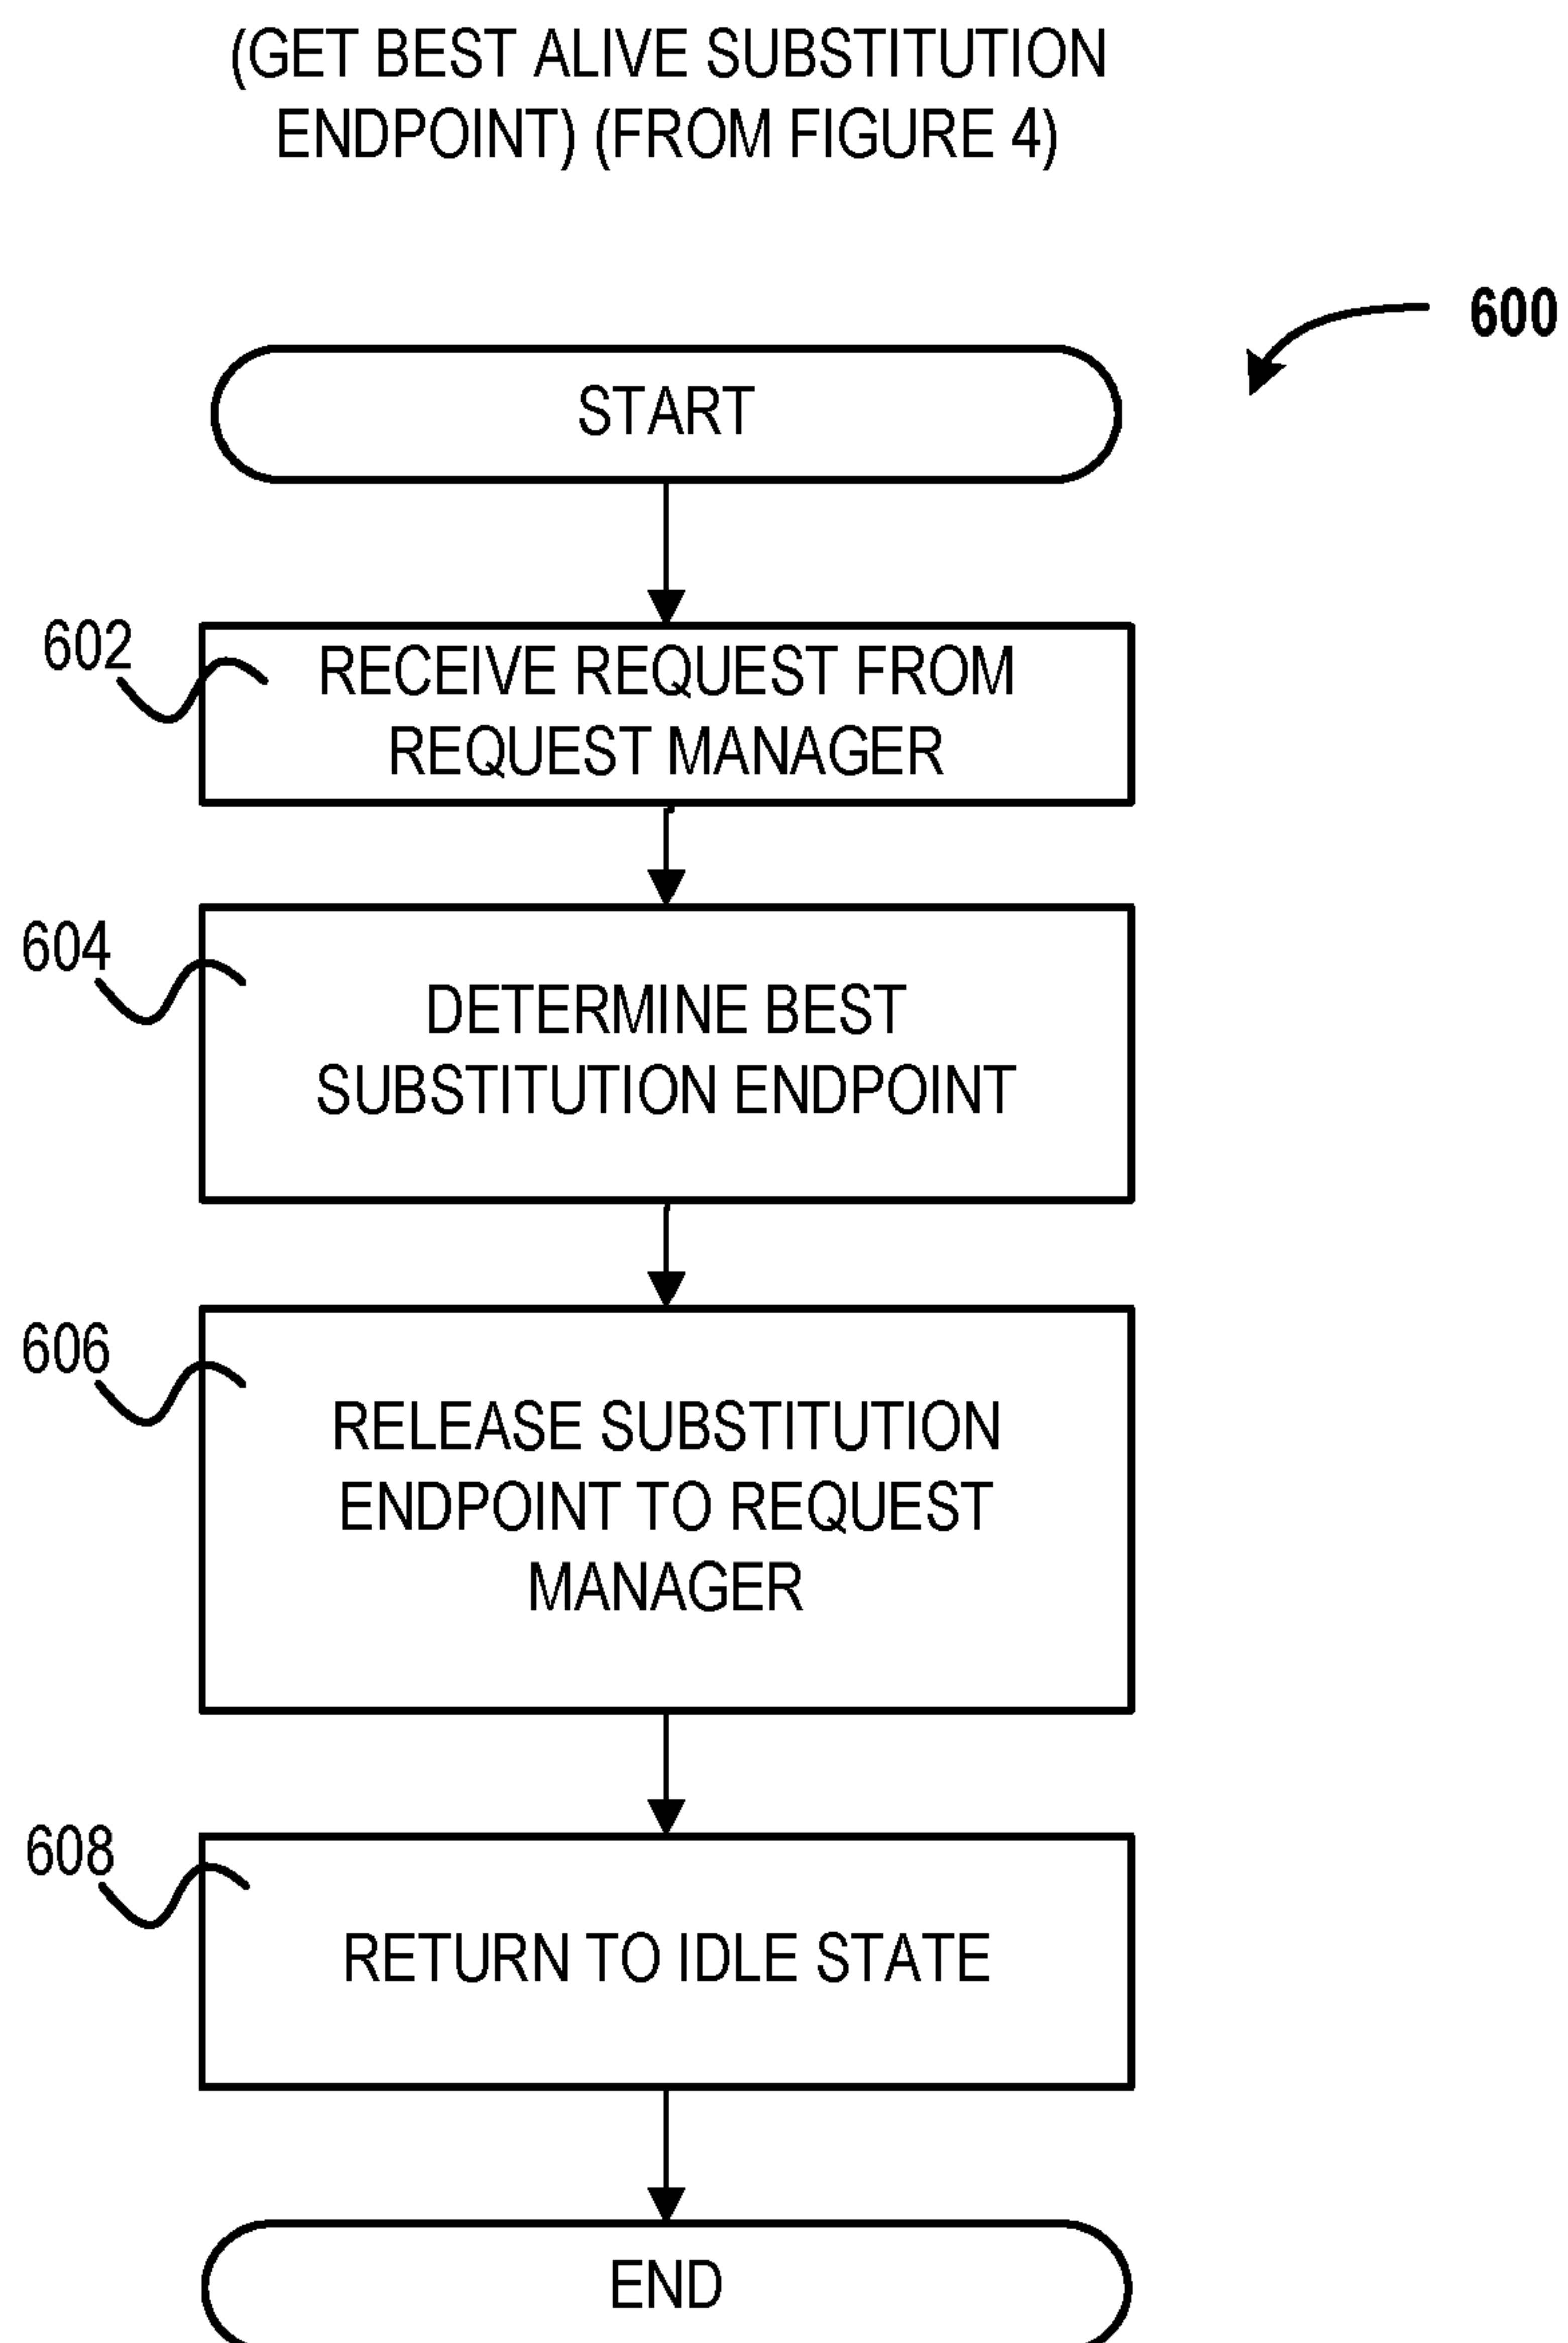 (GET BEST ALIVE SUBSTITUTION
ENDPOINT) (FROM FIGURE 4)
600
START
602
RECEIVE REQUEST FROM
REQUEST MANAGER
604
DETERMINE BEST
SUBSTITUTION ENDPOINT
606
RELEASE SUBSTITUTION
ENDPOINT TO REQUEST
MANAGER
608
RETURN TO IDLE STATE
END